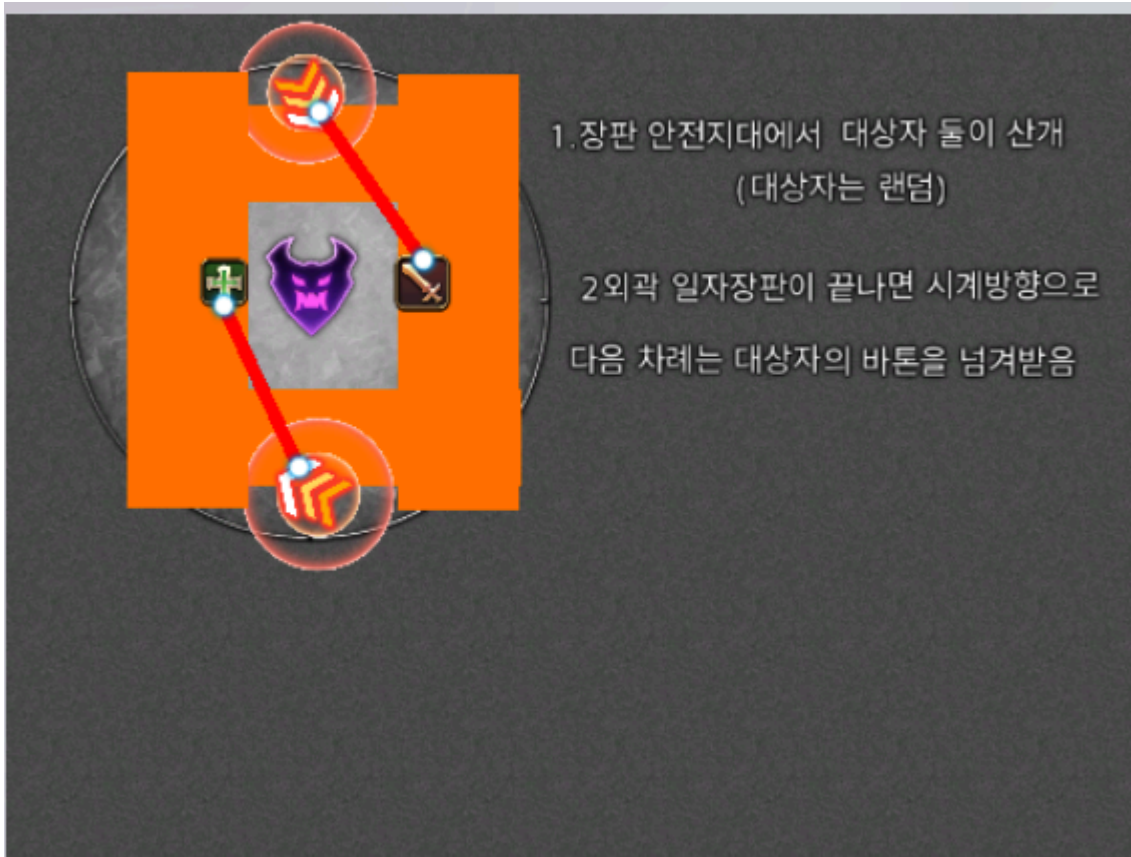 1.장판 안전지대에서 대상자 둘이 산개
(대상자는 랜덤)
2외곽 일자장판이 끝나면 시계방향으로
다음 차례는 대상자의 바톤을 넘겨받음